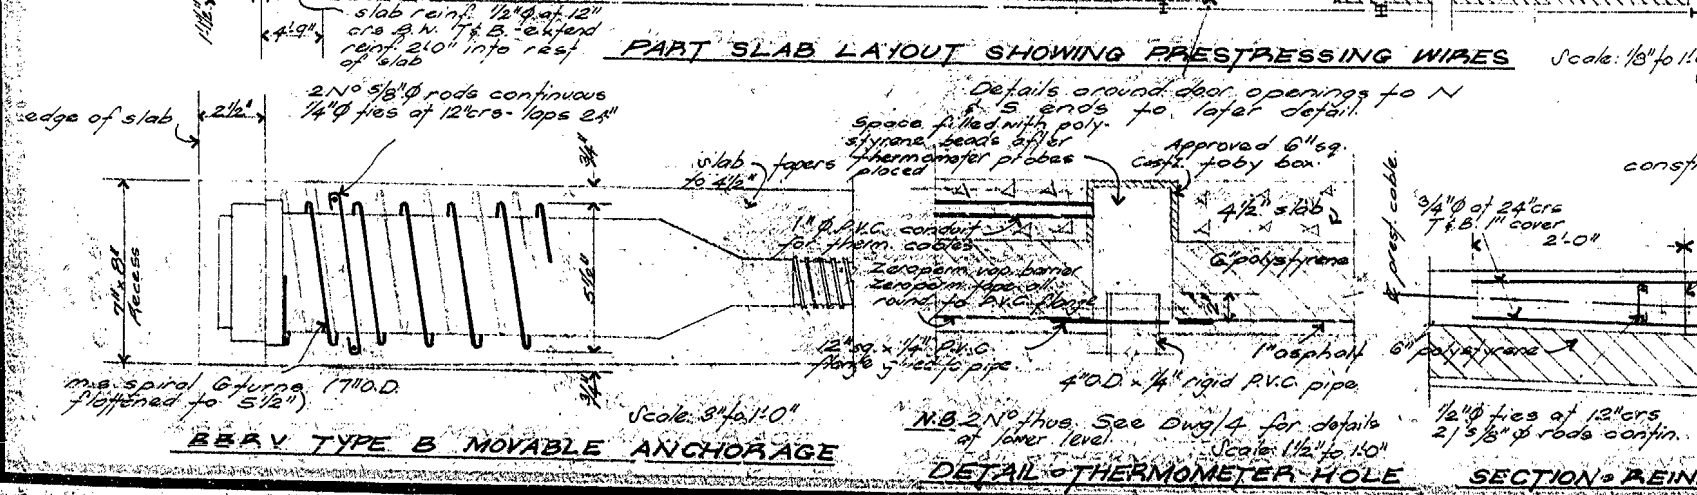 slab reinf. 1/2"Φ at 12"
crs B.W. T&B. - extend
reinf. 2'0" into rest
of slab
4'-9"
PART SLAB LAYOUT SHOWING PRESTRESSING WIRES
Scale: 1/8" to 1'
edge of slab
2 1/2"
2 No 5/8"Φ rods continuous
1/4"Φ ties at 12"crs - laps
Details around door openings to N
& S ends to later detail.
slab tapers
to 4 1/2"
3/4"
5 1/2"
3/4"
7" x 8"
Recess
m.s. spiral 6 turns (7" O.D.
flattened to 5 1/2")
Scale: 3" to 1'.0"
BBRV TYPE B MOVABLE ANCHORAGE
Space filled with poly-
styrene beads after
thermometer probes
placed
Approved 6" sq.
toby box.
1"Φ P.V.C. conduit
for therm. cables
4 1/2" slab
Zeroperm vap. barrier
Zeroperm tape all
round to P.V.C. flange
6" polystyrene
12" sq. x 1/4" P.V.C.
flange to pipe
2"
1" asphalt
4" O.D. x 1/4" rigid P.V.C. pipe
N.B. 2 No thus. See Dwg/4 for details
at lower level
Scale 1 1/2" to 1'.0"
DETAIL THERMOMETER HOLE
prest cable.
const
3/4"Φ at 24"crs
T & B. 1" cover
2'-0"
6" polystyrene
1/2"Φ ties at 12"crs
2/ 5/8"Φ rods contin.
SECTION REIN